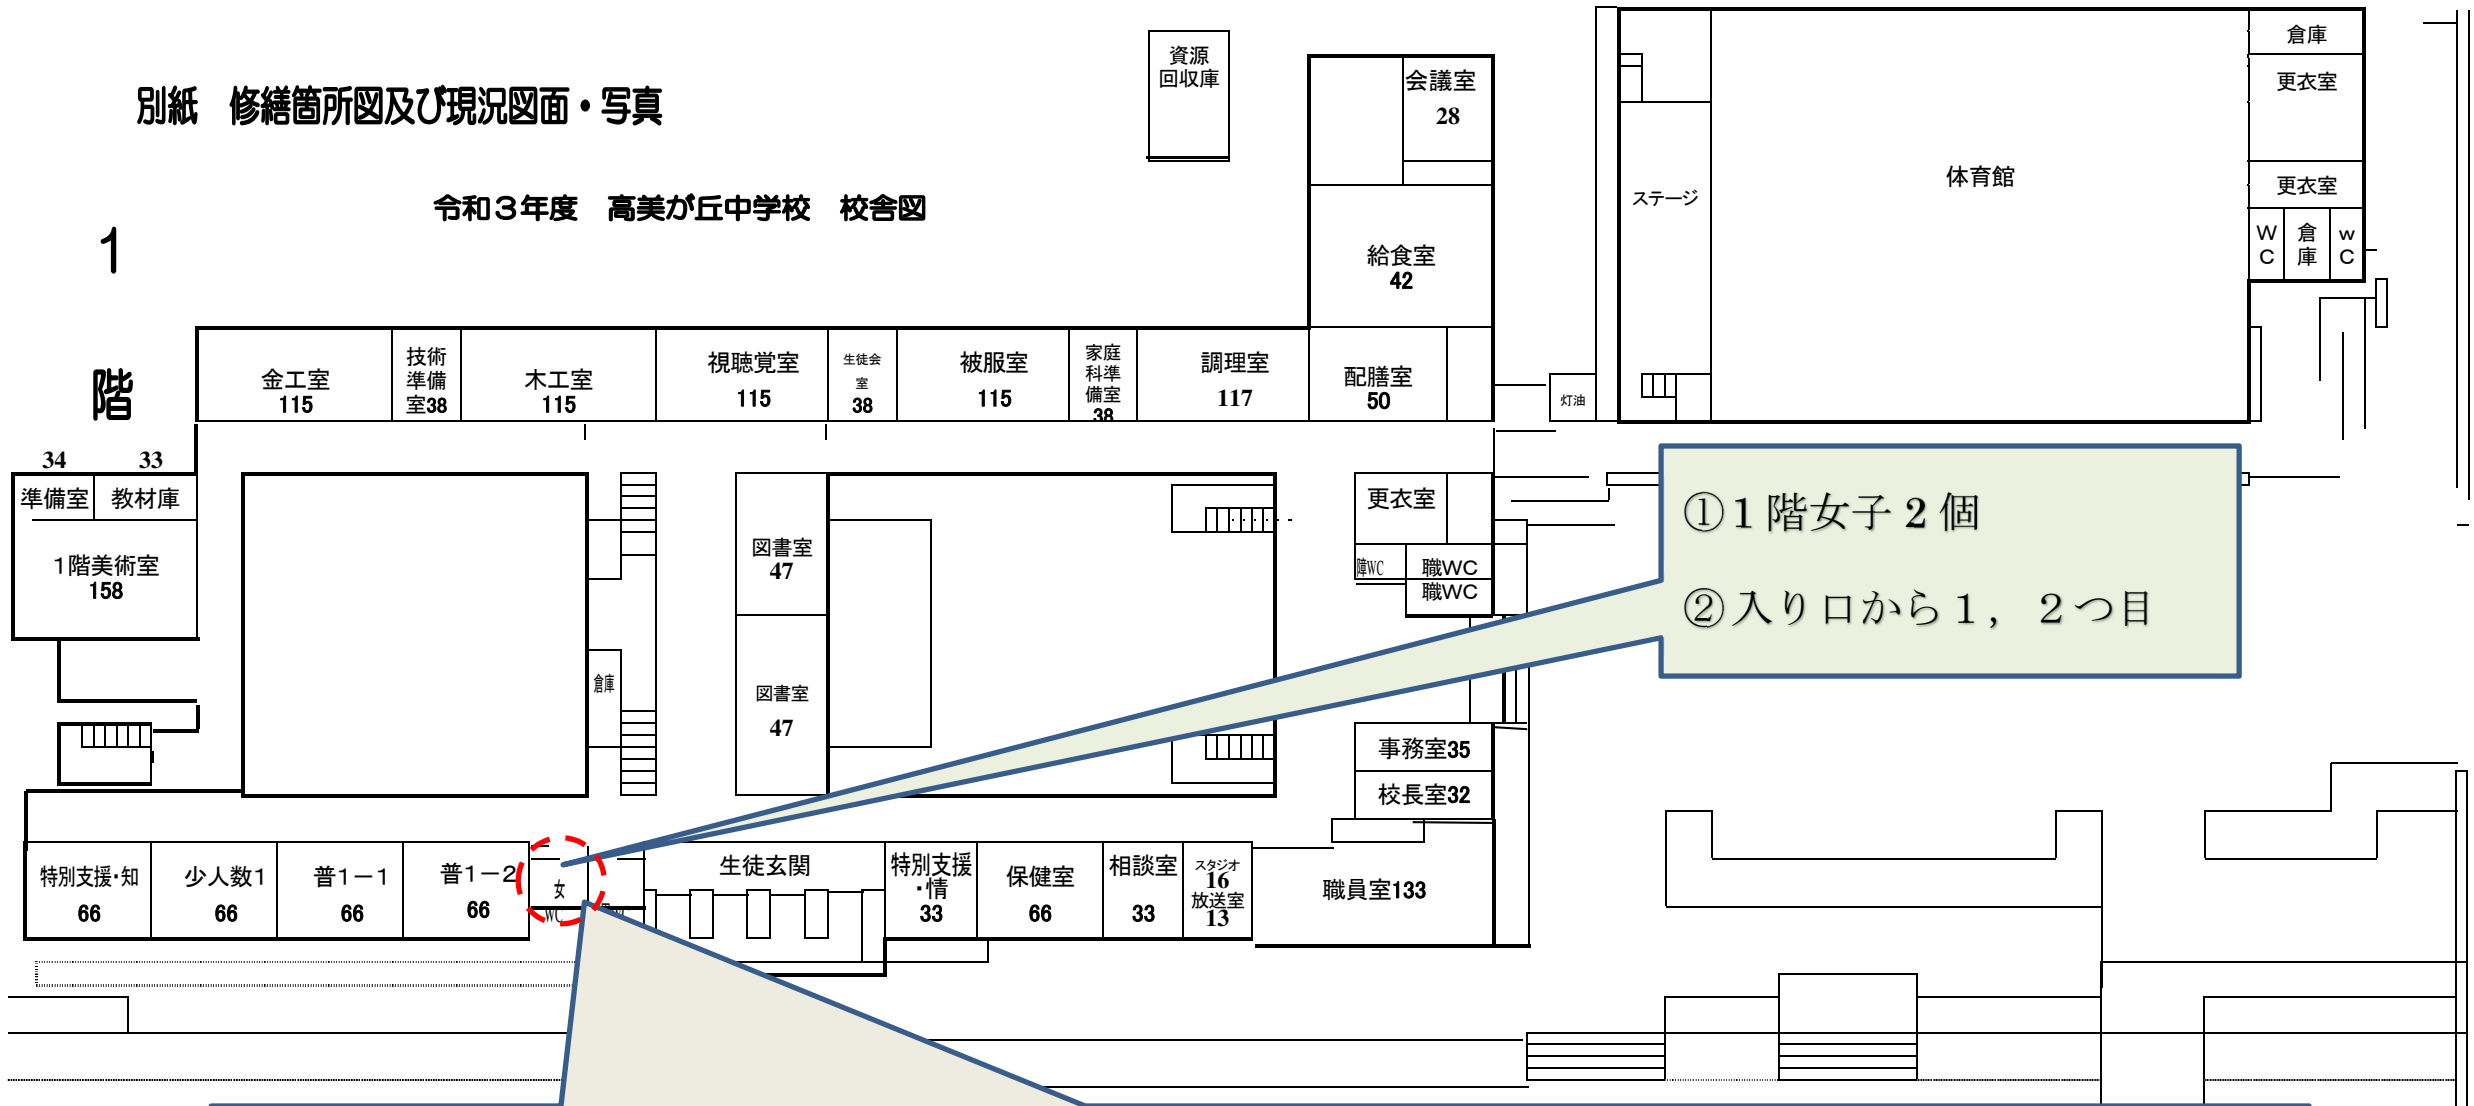 別紙　修繕箇所図及び現況図面・写真
令和３年度　高美が丘中学校　校舎図
1
階
資源
回収庫
会議室
28
給食室
42
ステージ
体育館
倉庫
更衣室
更衣室
W
C
倉
庫
w
C
金工室
115
技術
準備
室38
木工室
115
視聴覚室
115
生徒会
室
38
被服室
115
家庭
科準
備室
38
調理室
117
配膳室
50
灯油
34
33
準備室
教材庫
1階美術室
158
倉庫
図書室
47
図書室
47
更衣室
障WC
職WC
職WC
①１階女子 2 個
②入り口から１，２つ目
事務室35
校長室32
特別支援・知
66
少人数1
66
普1－1
66
普1－2
66
女
WC
生徒玄関
特別支援
・情
33
保健室
66
相談室
33
スタジオ
16
放送室
13
職員室133